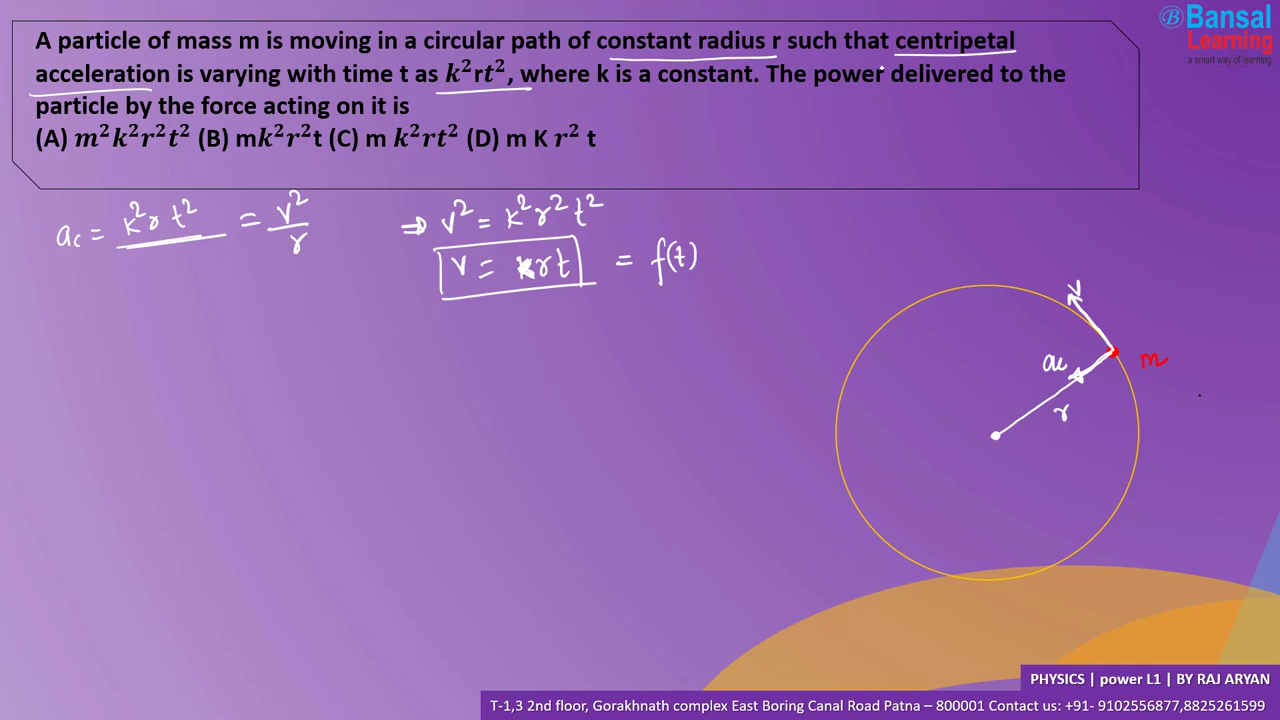 Ⓑ Bansal
Learning
a smart way of learning
A particle of mass m is moving in a circular path of constant radius r such that centripetal
acceleration is varying with time t as k²rt², where k is a constant. The power delivered to the
particle by the force acting on it is
(A) m²k²r²t² (B) mk²r²t (C) m k²rt² (D) m K r² t
ac = k²r t² = v²/r ⇒ v² = k²r²t²
v = krt = f(t)
v
ac
m
r
PHYSICS | power L1 | BY RAJ ARYAN
T-1,3 2nd floor, Gorakhnath complex East Boring Canal Road Patna – 800001 Contact us: +91- 9102556877,8825261599